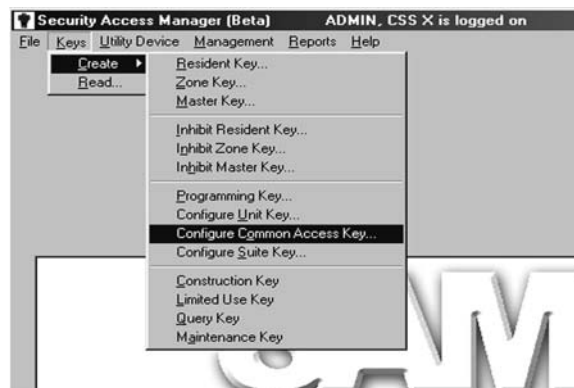 Security Access Manager (Beta) ADMIN, CSS X is logged on
File Keys Utility Device Management Reports Help
Create
Read...
Resident Key...
Zone Key...
Master Key...
Inhibit Resident Key...
Inhibit Zone Key...
Inhibit Master Key...
Programming Key...
Configure Unit Key...
Configure Common Access Key...
Configure Suite Key...
Construction Key
Limited Use Key
Query Key
Maintenance Key
SAM